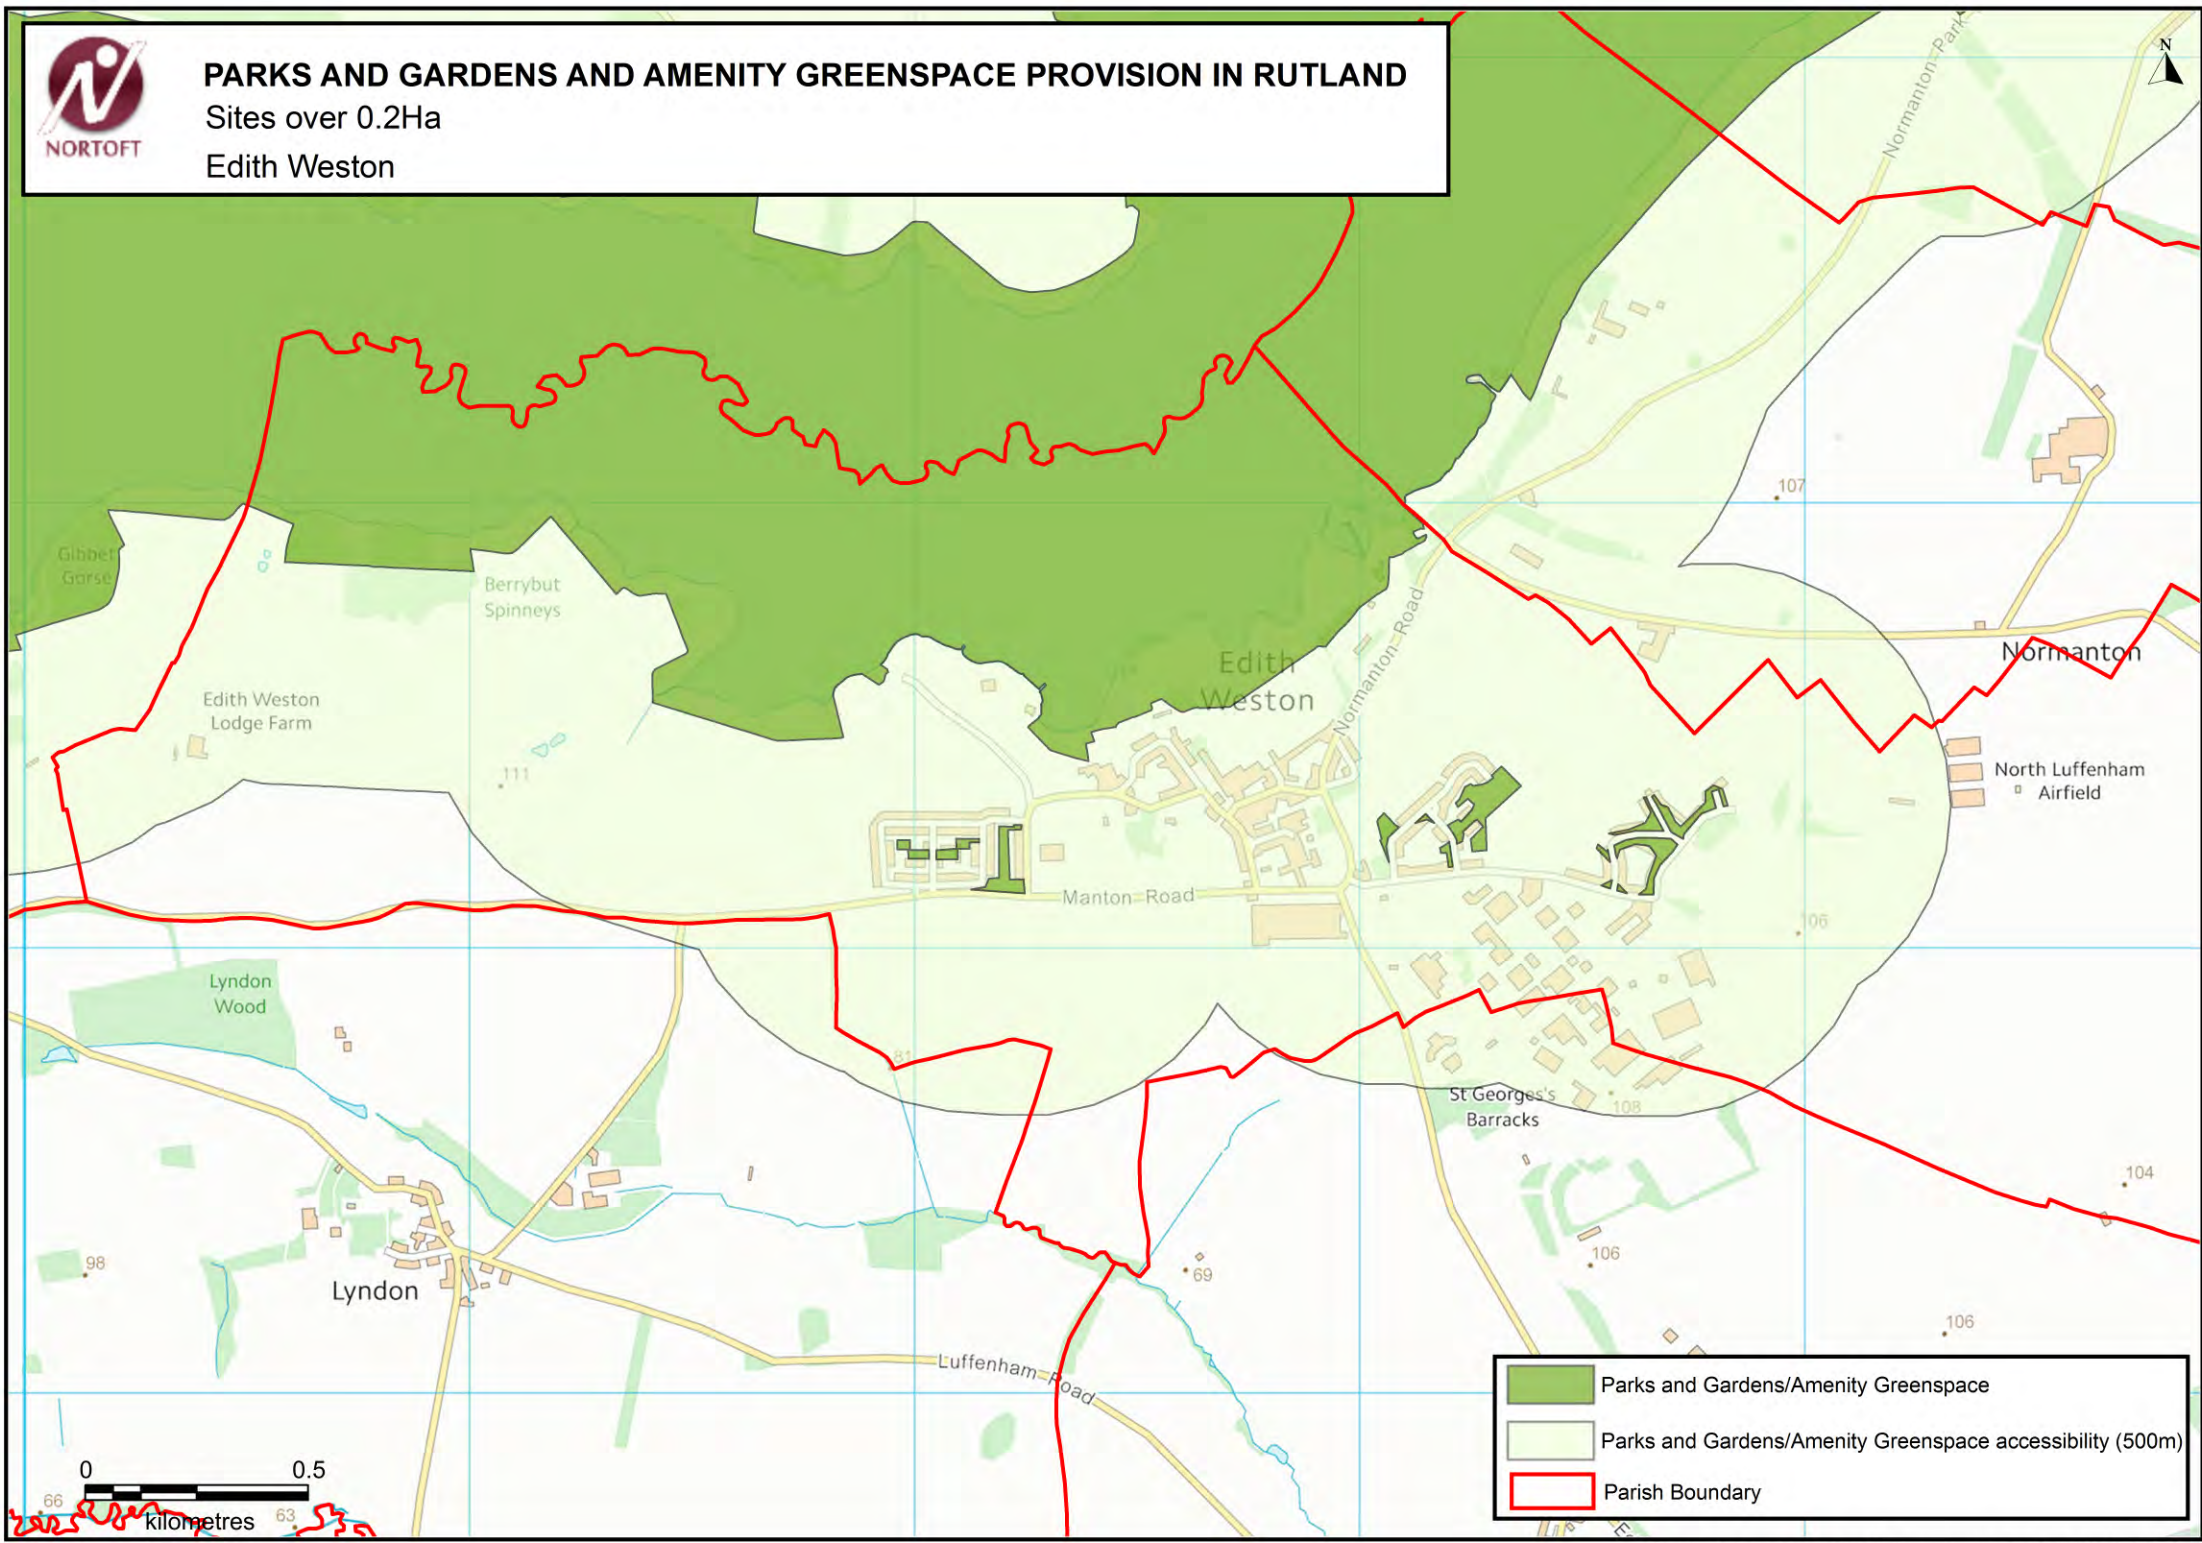 NORTOFT
PARKS AND GARDENS AND AMENITY GREENSPACE PROVISION IN RUTLAND
Sites over 0.2Ha
Edith Weston
N
Normanton Park
Gibbet
Gorse
Berrybut
Spinneys
107
Edith
Weston
Normanton Road
Normanton
Edith Weston
Lodge Farm
111
North Luffenham
Airfield
Manton Road
106
Lyndon
Wood
81
St Georges's
Barracks
108
104
98
Lyndon
69
106
106
Luffenham Road
0 0.5
kilometres
66
63
Parks and Gardens/Amenity Greenspace
Parks and Gardens/Amenity Greenspace accessibility (500m)
Parish Boundary